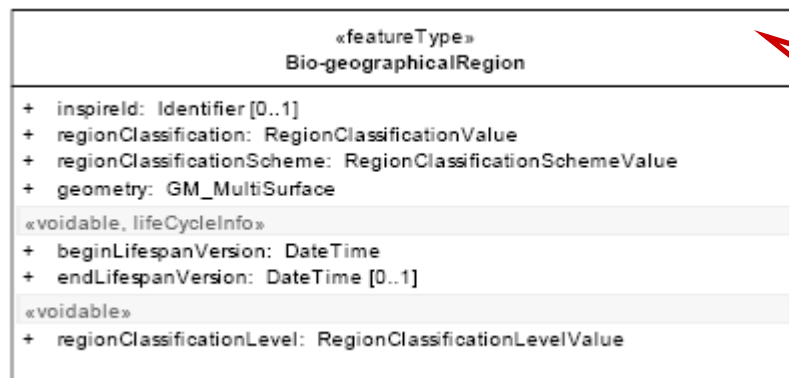 «featureType»
Bio-geographicalRegion
+ inspireId: Identifier [0..1]
+ regionClassification: RegionClassificationValue
+ regionClassificationScheme: RegionClassificationSchemeValue
+ geometry: GM_MultiSurface
«voidable, lifeCycleInfo»
+ beginLifespanVersion: DateTime
+ endLifespanVersion: DateTime [0..1]
«voidable»
+ regionClassificationLevel: RegionClassificationLevelValue